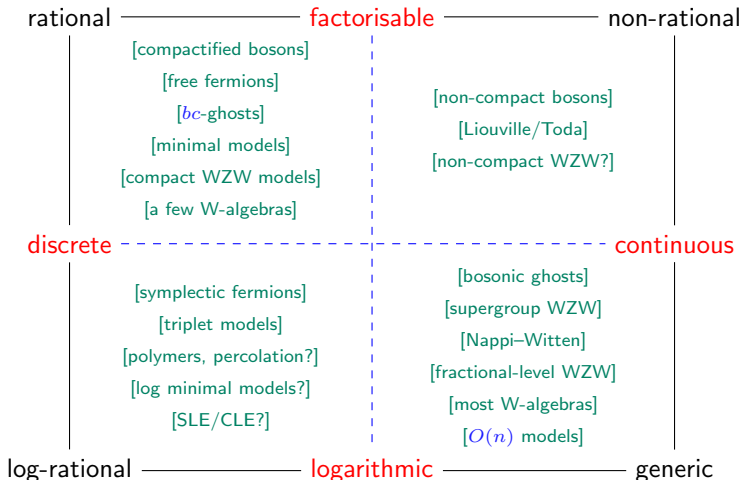 rational factorisable non-rational
[compactified bosons]
[free fermions]
[bc-ghosts]
[minimal models]
[compact WZW models]
[a few W-algebras]
[non-compact bosons]
[Liouville/Toda]
[non-compact WZW?]
discrete continuous
[symplectic fermions]
[triplet models]
[polymers, percolation?]
[log minimal models?]
[SLE/CLE?]
[bosonic ghosts]
[supergroup WZW]
[Nappi–Witten]
[fractional-level WZW]
[most W-algebras]
[O(n) models]
log-rational logarithmic generic